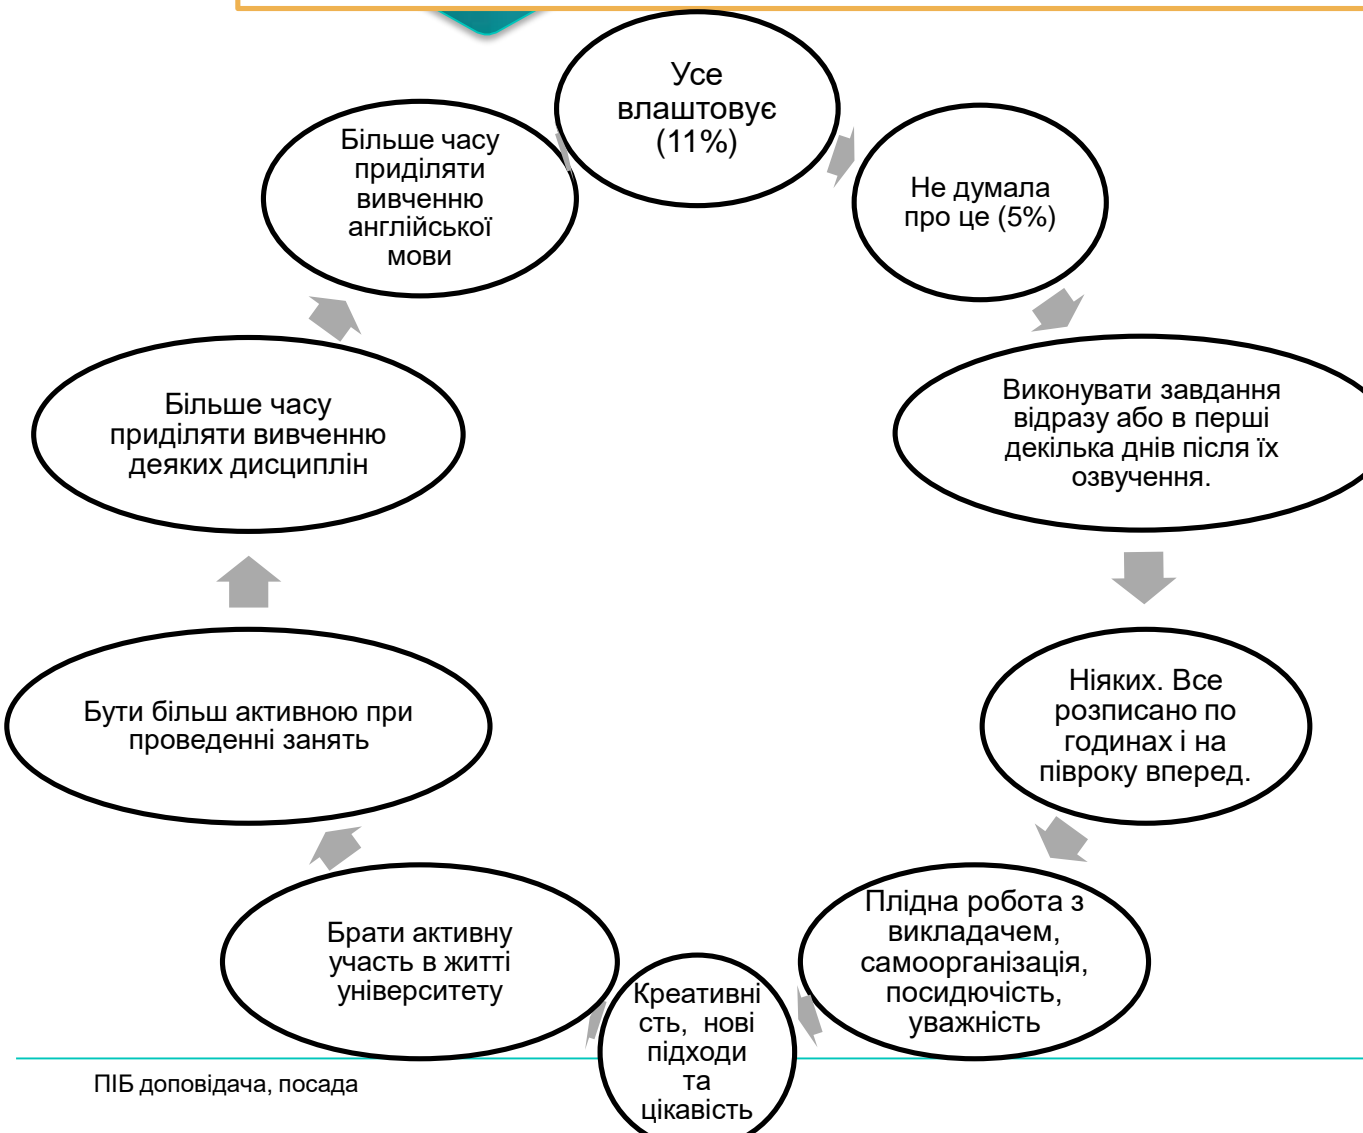 Усе
влаштовує
(11%)
Не думала
про це (5%)
Виконувати завдання
відразу або в перші
декілька днів після їх
озвучення.
Ніяких. Все
розписано по
годинах і на
півроку вперед.
Плідна робота з
викладачем,
самоорганізація,
посидючість,
уважність
Креативні
сть, нові
підходи
та
цікавість
Брати активну
участь в житті
університету
Бути більш активною при
проведенні занять
Більше часу
приділяти вивченню
деяких дисциплін
Більше часу
приділяти
вивченню
англійської
мови
ПІБ доповідача, посада